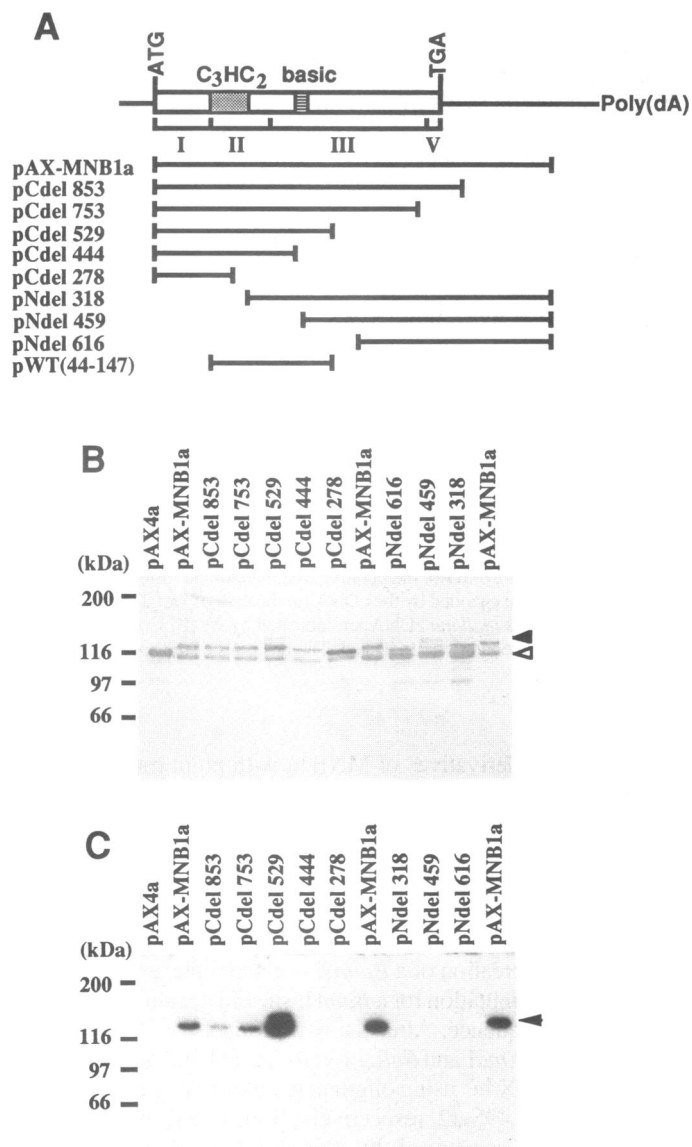 A
ATG
TGA
C3HC2 basic
Poly(dA)
I II III V
pAX-MNB1a
pCdel 853
pCdel 753
pCdel 529
pCdel 444
pCdel 278
pNdel 318
pNdel 459
pNdel 616
pWT(44-147)
B
pAX4a
pAX-MNB1a
pCdel 853
pCdel 753
pCdel 529
pCdel 444
pCdel 278
pAX-MNB1a
pNdel 616
pNdel 459
pNdel 318
pAX-MNB1a
(kDa)
200
116
97
66
C
pAX4a
pAX-MNB1a
pCdel 853
pCdel 753
pCdel 529
pCdel 444
pCdel 278
pAX-MNB1a
pNdel 318
pNdel 459
pNdel 616
pAX-MNB1a
(kDa)
200
116
97
66